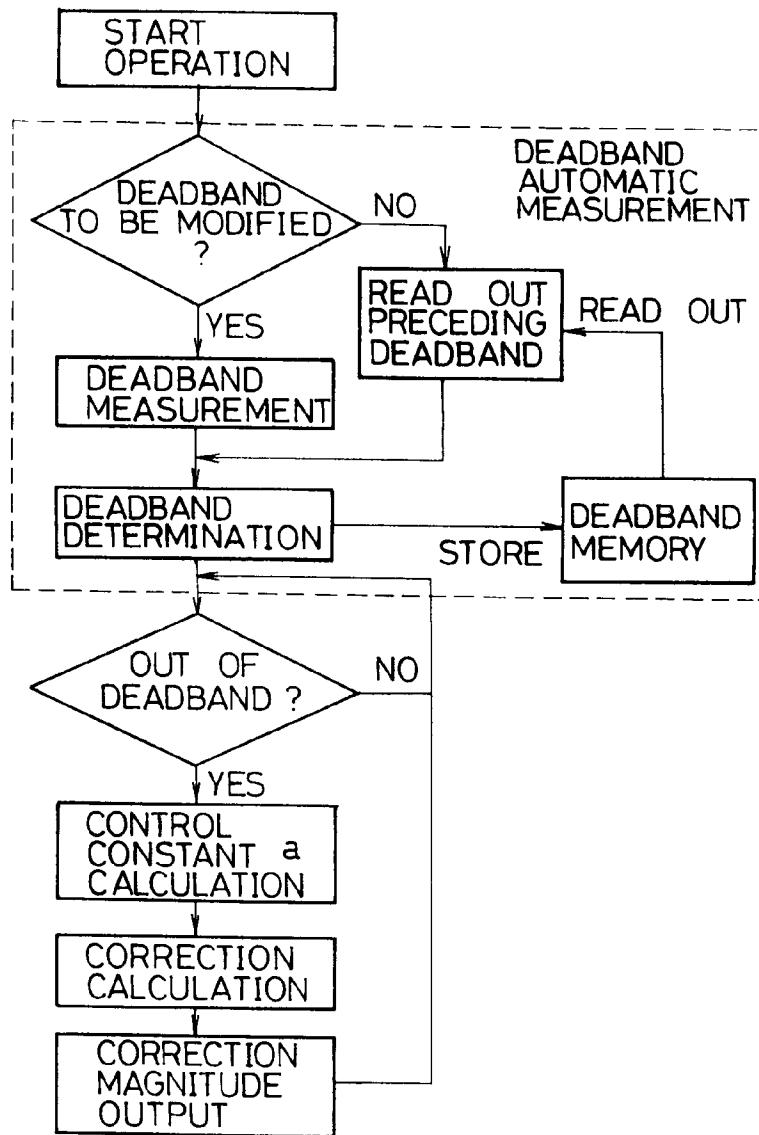 START
OPERATION
DEADBAND
AUTOMATIC
MEASUREMENT
DEADBAND
TO BE MODIFIED
?
NO
YES
READ OUT
PRECEDING
DEADBAND
READ OUT
DEADBAND
MEASUREMENT
DEADBAND
DETERMINATION
STORE
DEADBAND
MEMORY
OUT OF
DEADBAND ?
NO
YES
CONTROL
CONSTANT a
CALCULATION
CORRECTION
CALCULATION
CORRECTION
MAGNITUDE
OUTPUT